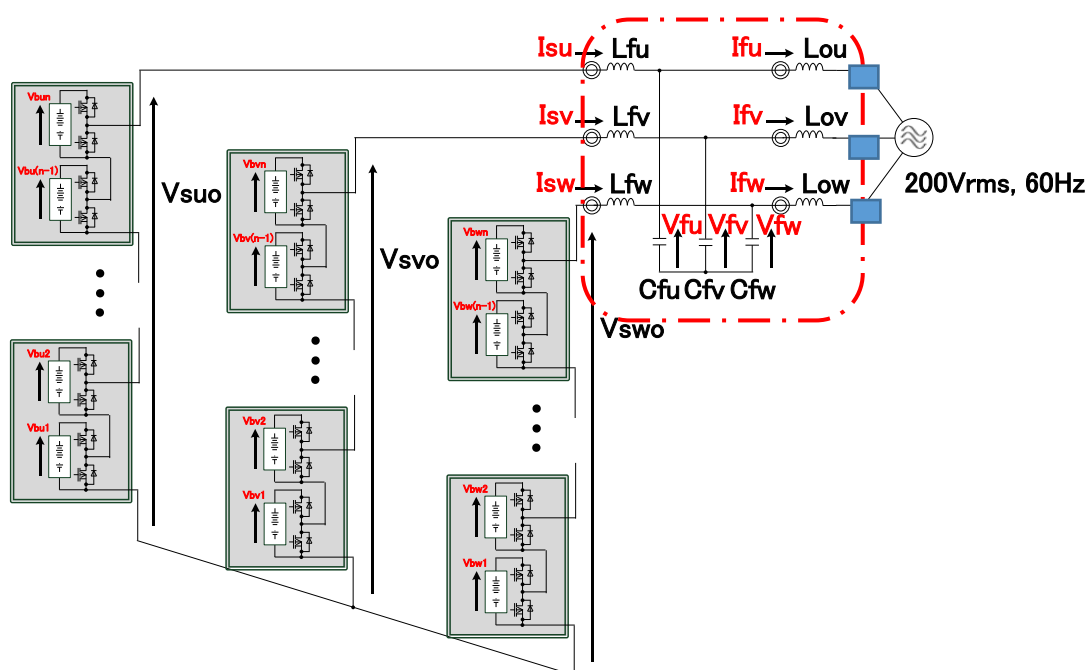 Isu
Lfu
Ifu
Lou
Isv
Lfv
Ifv
Lov
Isw
Lfw
Ifw
Low
200Vrms, 60Hz
Vfu
Vfv
Vfw
Cfu
Cfv
Cfw
Vbun
Vbu(n-1)
Vsuo
Vbu2
Vbu1
Vbvn
Vbv(n-1)
Vsvo
Vbv2
Vbv1
Vbwn
Vbw(n-1)
Vswo
Vbw2
Vbw1